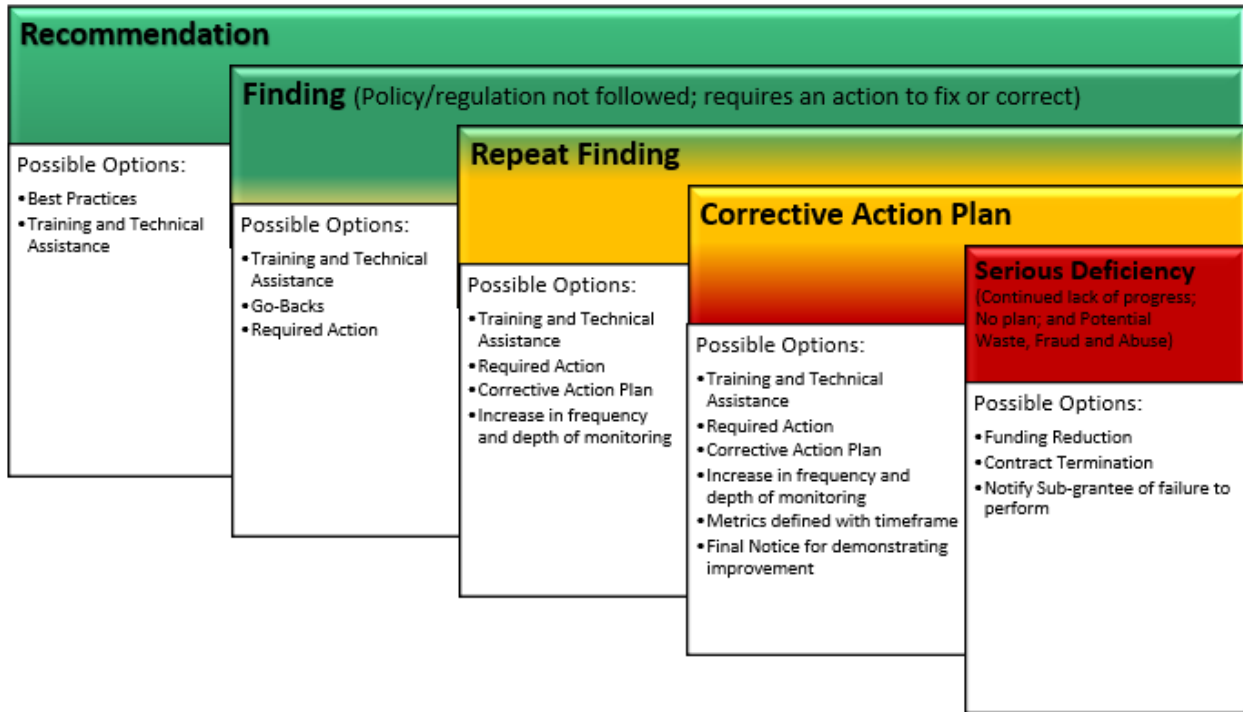 Recommendation
Possible Options:
•Best Practices
•Training and Technical
Assistance
Finding (Policy/regulation not followed; requires an action to fix or correct)
Possible Options:
•Training and Technical
Assistance
•Go-Backs
•Required Action
Repeat Finding
Possible Options:
•Training and Technical
Assistance
•Required Action
•Corrective Action Plan
•Increase in frequency
and depth of monitoring
Corrective Action Plan
Possible Options:
•Training and Technical
Assistance
•Required Action
•Corrective Action Plan
•Increase in frequency and
depth of monitoring
•Metrics defined with timeframe
•Final Notice for demonstrating
improvement
Serious Deficiency
(Continued lack of progress;
No plan; and Potential
Waste, Fraud and Abuse)
Possible Options:
•Funding Reduction
•Contract Termination
•Notify Sub-grantee of failure to
perform